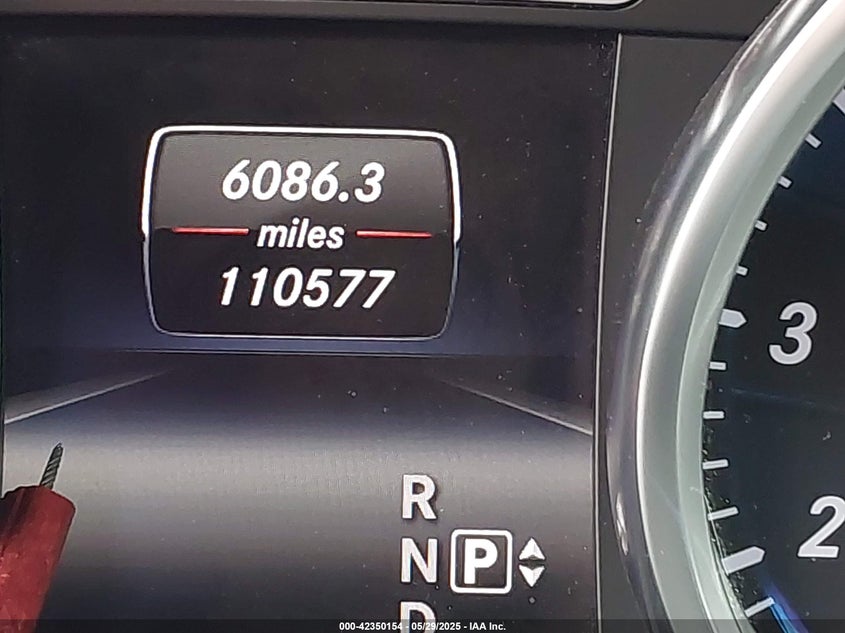 6086.3
miles
110577
3
R
2
N P
D
000-42350154 - 05/29/2025 - IAA Inc.